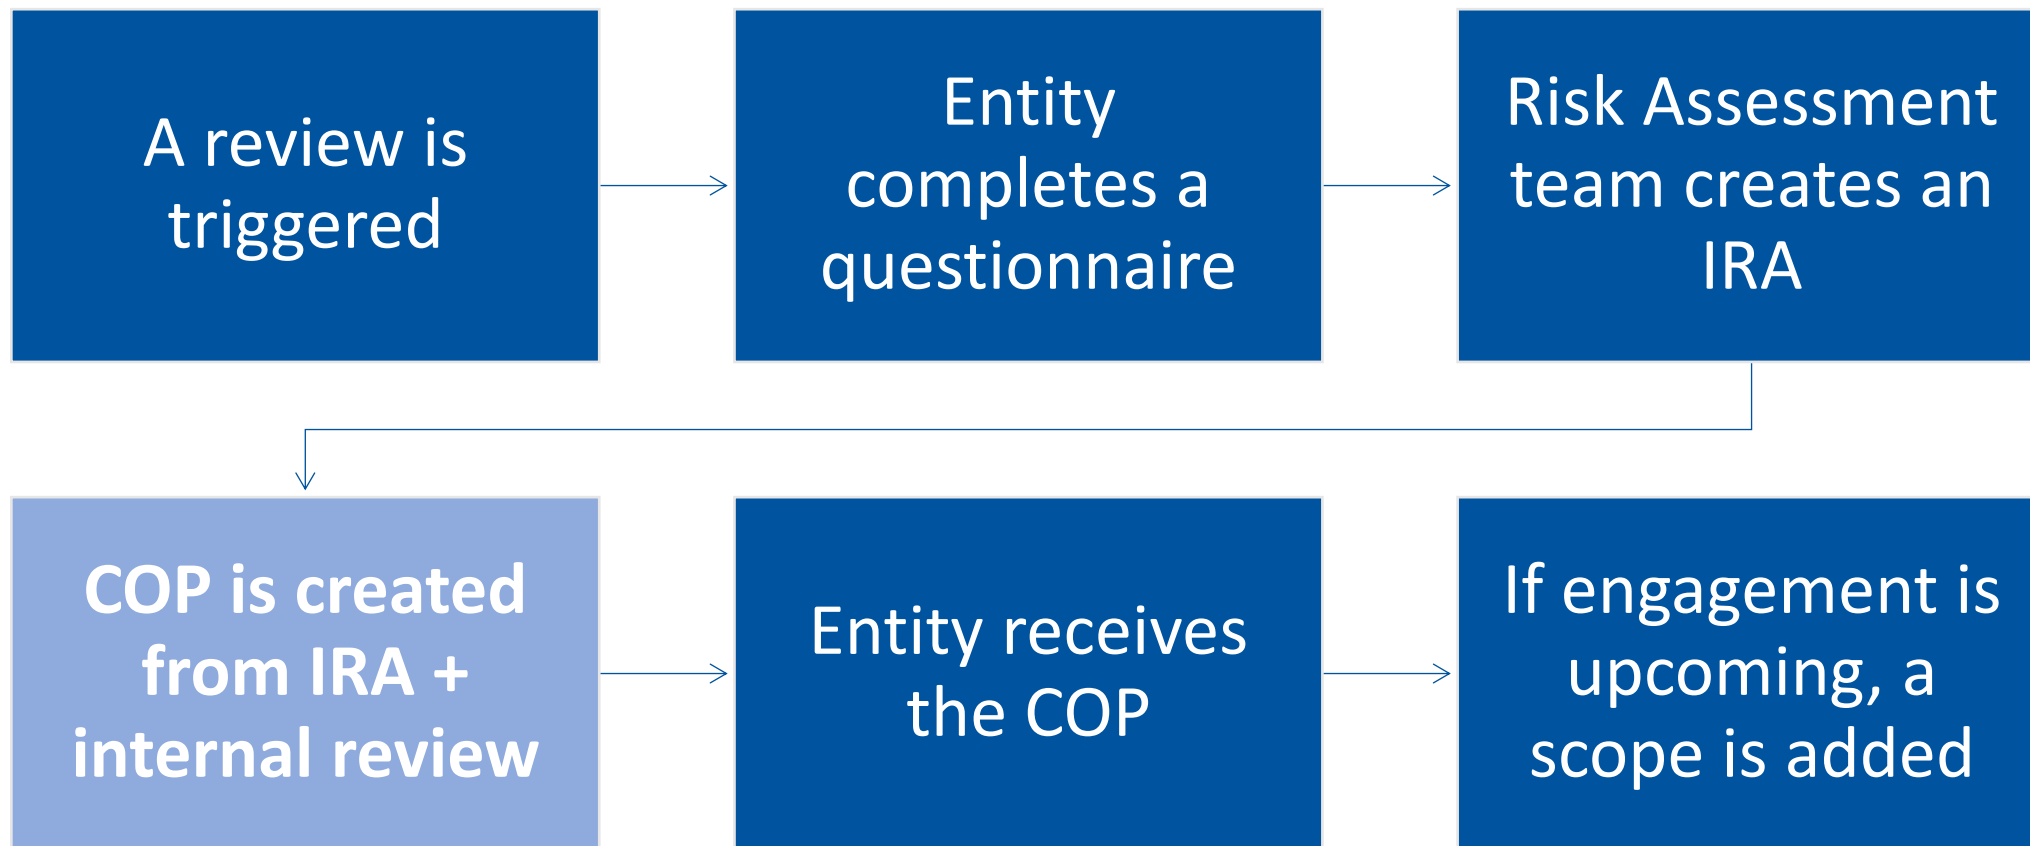 A review is
triggered
Entity
completes a
questionnaire
Risk Assessment
team creates an
IRA
COP is created
from IRA +
internal review
Entity receives
the COP
If engagement is
upcoming, a
scope is added